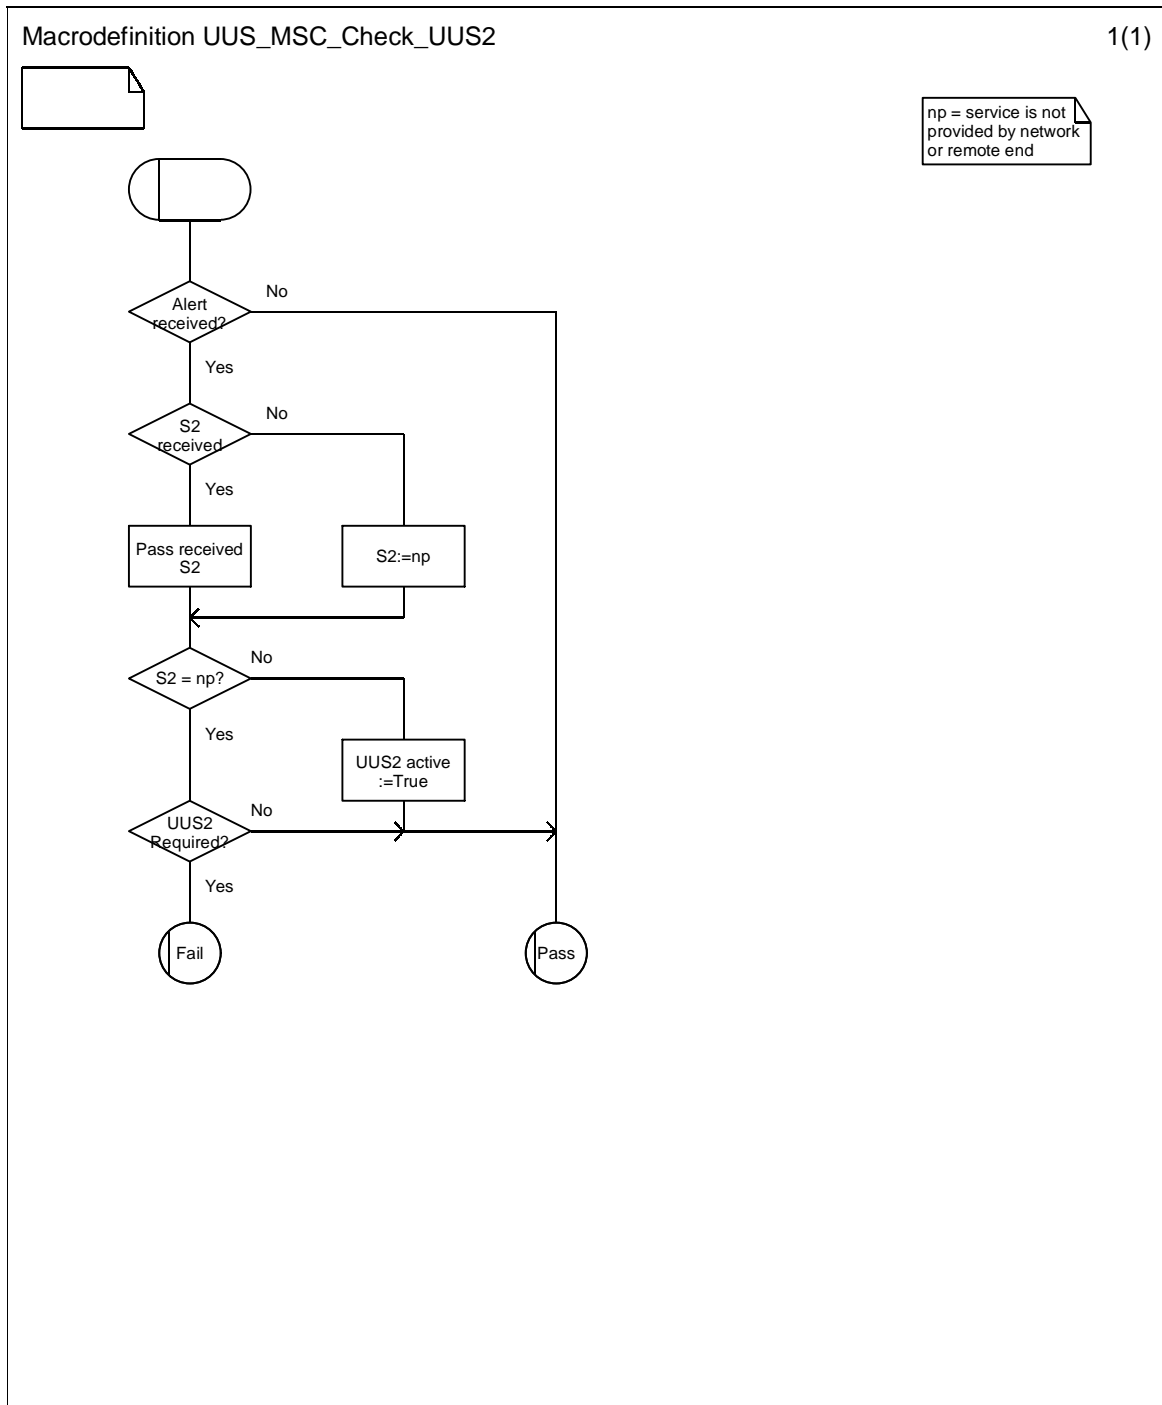 Macrodefinition UUS_MSC_Check_UUS2
1(1)
np = service is not
provided by network
or remote end
Alert
received?
No
Yes
S2
received
No
Yes
Pass received
S2
S2:=np
S2 = np?
No
Yes
UUS2 active
:=True
UUS2
Required?
No
Yes
Fail
Pass